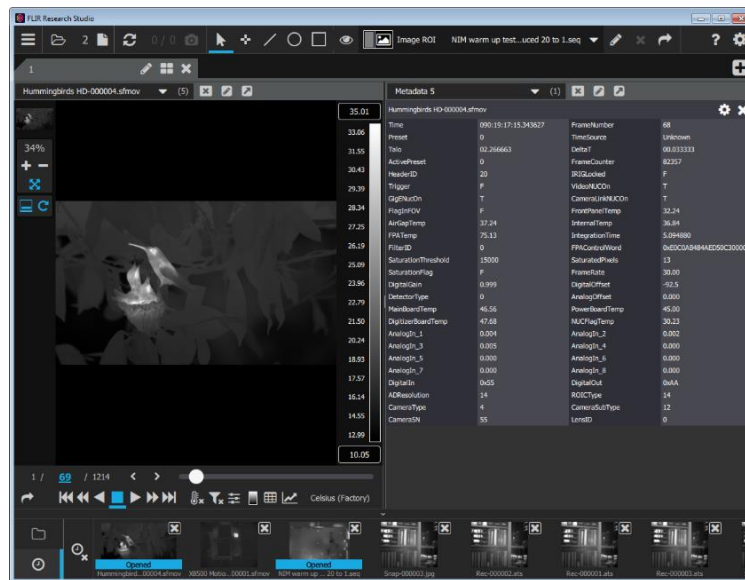 FLIR Research Studio
2
0 / 0
Image ROI
NIM warm up test...uced 20 to 1.seq
?
1
Hummingbirds HD-000004.sfmov
(5)
Metadata 5
(1)
Hummingbirds HD-000004.sfmov
34%
35.01
33.06
31.55
30.43
29.39
28.34
27.25
26.19
25.09
23.96
22.79
21.50
20.24
18.93
17.57
16.14
14.55
12.99
10.05
Time 090:19:17:15.343627 FrameNumber 68
Preset 0 TimeSource Unknown
02.266663 DeltaT 00.033333
ActivePreset 0 FrameCounter 82357
HeaderID 20 IRIGLocked F
Trigger F VideoNUCOn T
GigENucOn T CameraLinkNUCOn T
FlagInFOV F FrontPanelTemp 32.24
AirGapTemp 37.24 InternalTemp 36.84
FPATemp 75.13 IntegrationTime 5.094880
FilterID 0 FPAControlWord
SaturationThreshold 15000 SaturatedPixels 13
SaturationFlag F FrameRate 30.00
DigitalGain 0.999 DigitalOffset -92.5
DetectorType 0 AnalogOffset 0.000
MainBoardTemp 46.56 PowerBoardTemp 45.00
DigitizerBoardTemp 47.68 NUCFlagTemp 30.23
AnalogIn_1 0.004 AnalogIn_2 0.002
AnalogIn_3 0.005 AnalogIn_4 0.000
AnalogIn_5 0.000 AnalogIn_6 0.000
AnalogIn_7 0.000 AnalogIn_8 0.000
DigitalIn 0x55 DigitalOut 0xAA
ADResolution 14 ROICType 14
CameraType 4 CameraSubType 12
CameraSN 55 LensID 0
1 / 69 / 1214
Celsius (Factory)
Opened
Opened
Hummingbird...00004.sfmov
X8500 Motio...00001.sfmov
NIM warm up ... 20 to 1.seq
Snap-000003.jpg
Rec-000002.ats
Rec-000001.ats
Rec-000003.ats